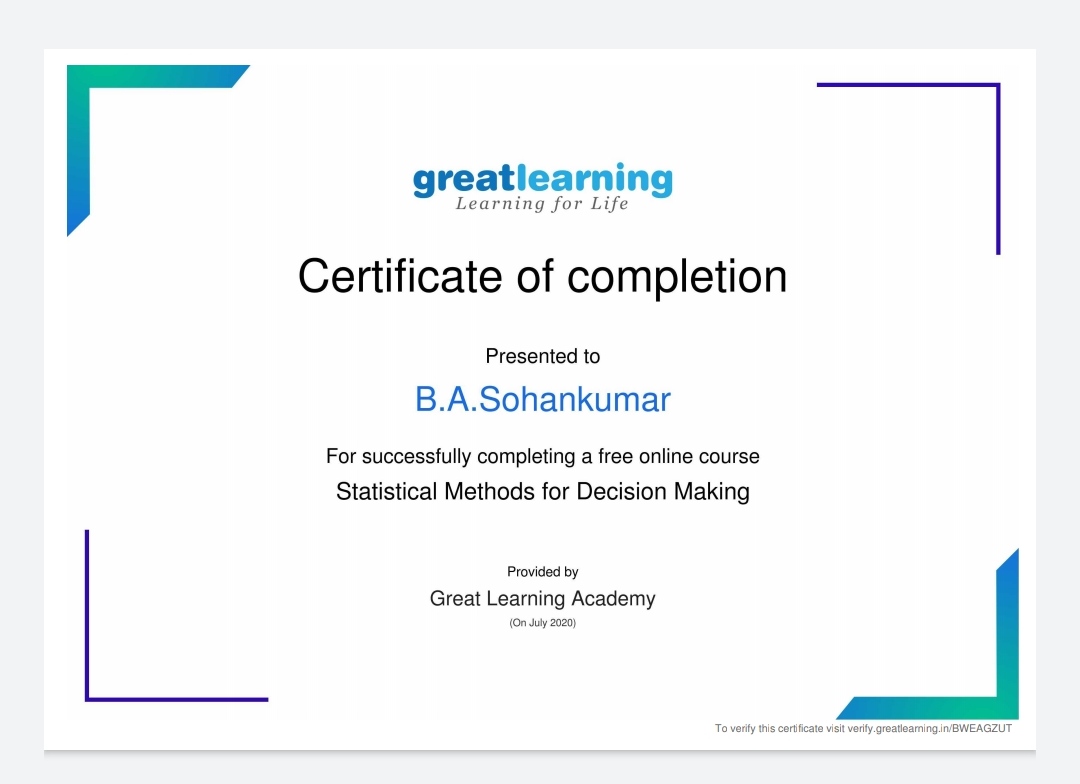 greatlearning
Learning for Life
Certificate of completion
Presented to
B.A.Sohankumar
For successfully completing a free online course
Statistical Methods for Decision Making
Provided by
Great Learning Academy
(On July 2020)
To verify this certificate visit verify.greatlearning.in/BWEAGZUT